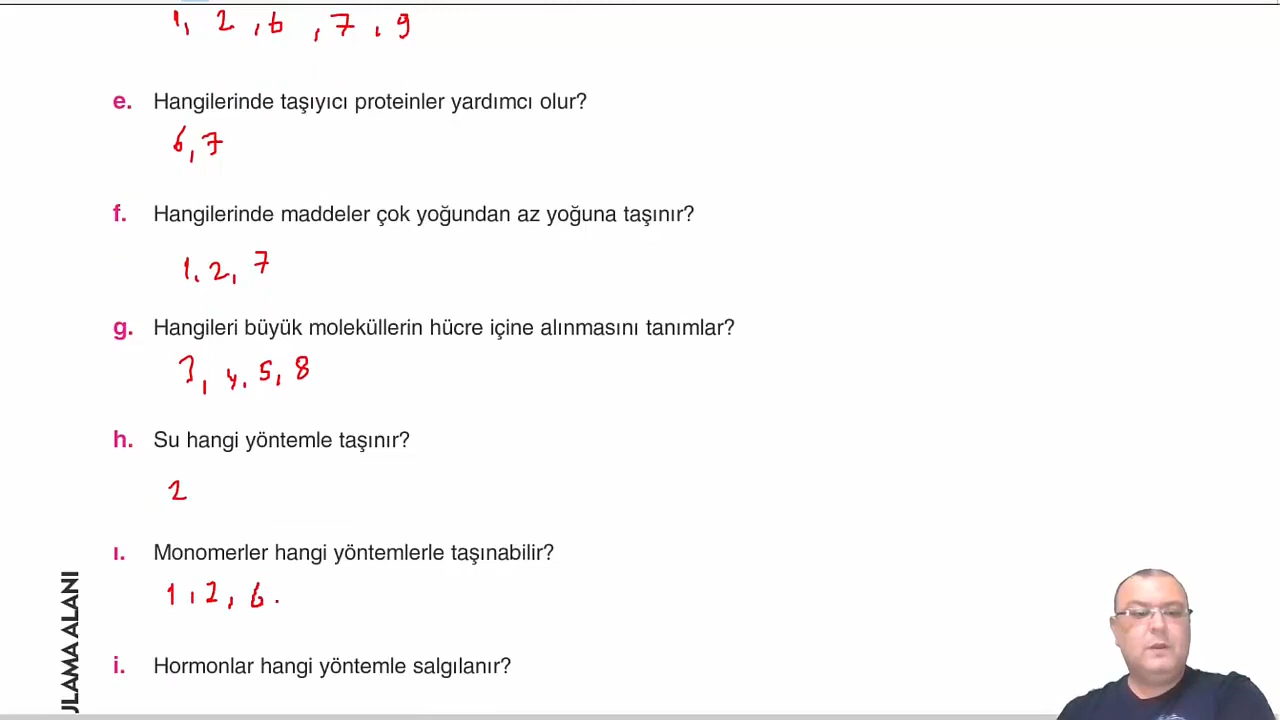 1, 2, 6, 7, 9
e. Hangilerinde taşıyıcı proteinler yardımcı olur?
6, 7
f. Hangilerinde maddeler çok yoğundan az yoğuna taşınır?
1, 2, 7
g. Hangileri büyük moleküllerin hücre içine alınmasını tanımlar?
3, 4, 5, 8
h. Su hangi yöntemle taşınır?
2
ı. Monomerler hangi yöntemlerle taşınabilir?
1, 2, 6.
i. Hormonlar hangi yöntemle salgılanır?
ULAMA ALANI